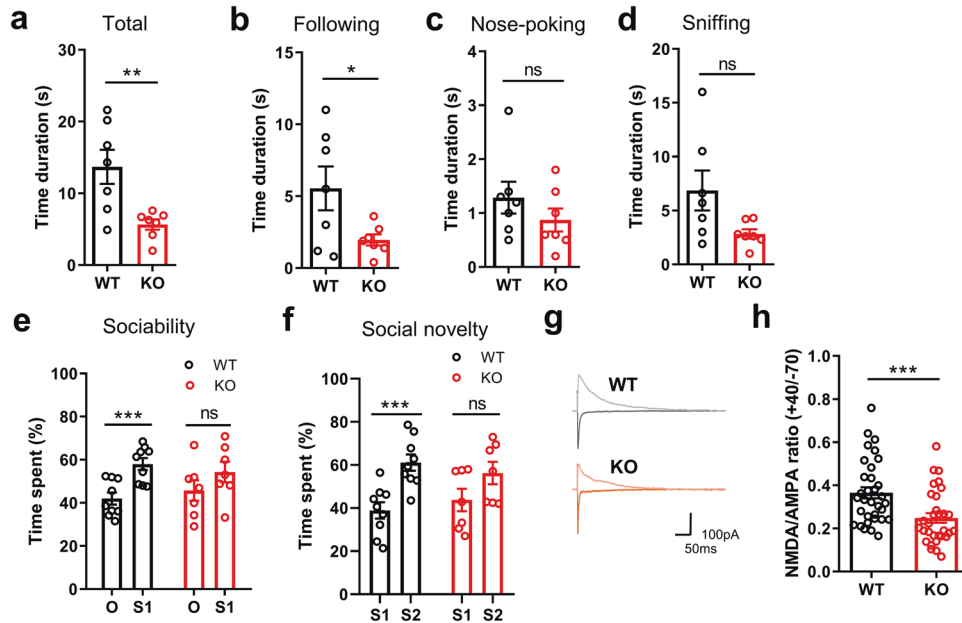 a Total
Time duration (s)
30
20
10
0
**
WT KO
b Following
Time duration (s)
15
10
5
0
*
WT KO
c Nose-poking
Time duration (s)
4
3
2
1
0
ns
WT KO
d Sniffing
Time duration (s)
20
15
10
5
0
ns
WT KO
e Sociability
WT
KO
Time spent (%)
100
80
60
40
20
0
*** ns
O S1 O S1
f Social novelty
WT
KO
Time spent (%)
100
80
60
40
20
0
*** ns
S1 S2 S1 S2
g
WT
KO
100pA
50ms
h
NMDA/AMPA ratio (+40/-70)
1.0
0.8
0.6
0.4
0.2
0.0
***
WT KO